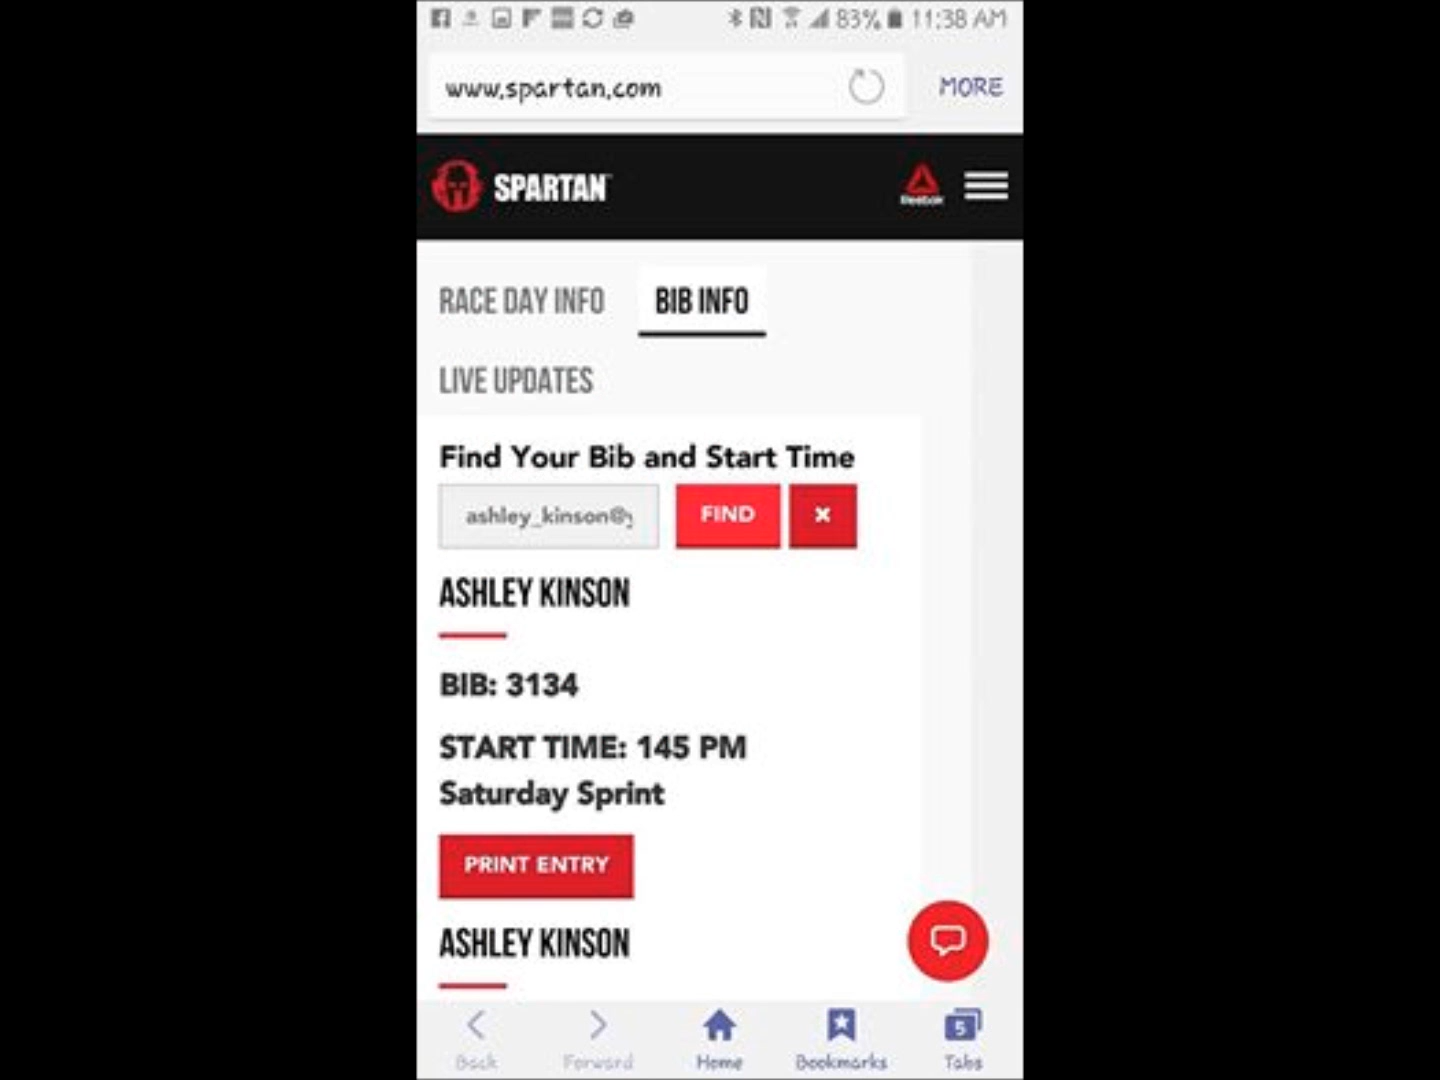 83% 11:38 AM
www.spartan.com
MORE
SPARTAN
Reebok
RACE DAY INFO
BIB INFO
LIVE UPDATES
Find Your Bib and Start Time
ashley_kinson@y
FIND
ASHLEY KINSON
BIB: 3134
START TIME: 145 PM
Saturday Sprint
PRINT ENTRY
ASHLEY KINSON
5
Back Forward Home Bookmarks Tabs